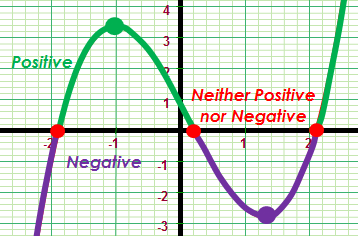 4
3
Positive
2
Neither Positive
nor Negative
1
-2
-1
1
2
Negative
-1
-2
-3